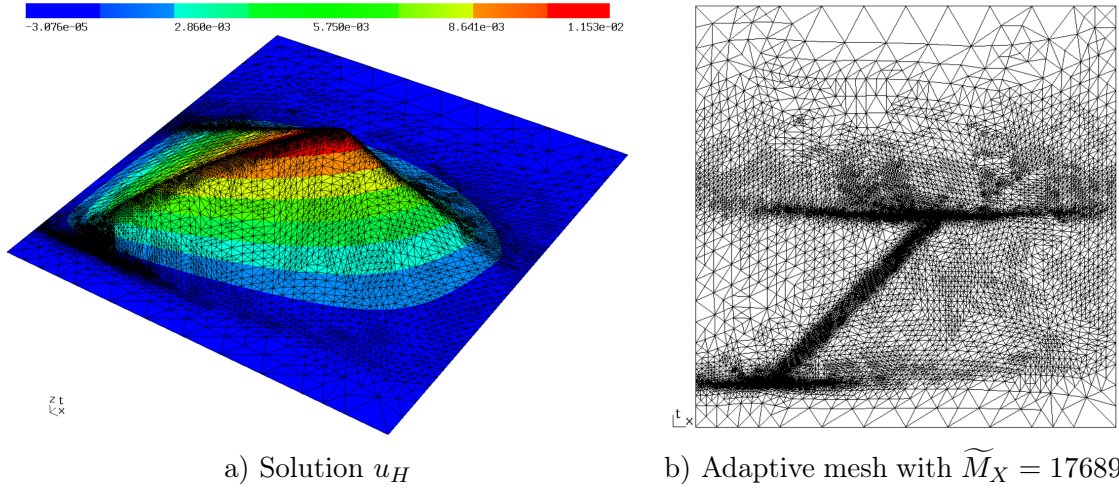 -3.076e-05 2.860e-03 5.750e-03 8.641e-03 1.153e-02
z t
x
t
x
a) Solution $u_H$
b) Adaptive mesh with $\widetilde{M}_X = 17689$